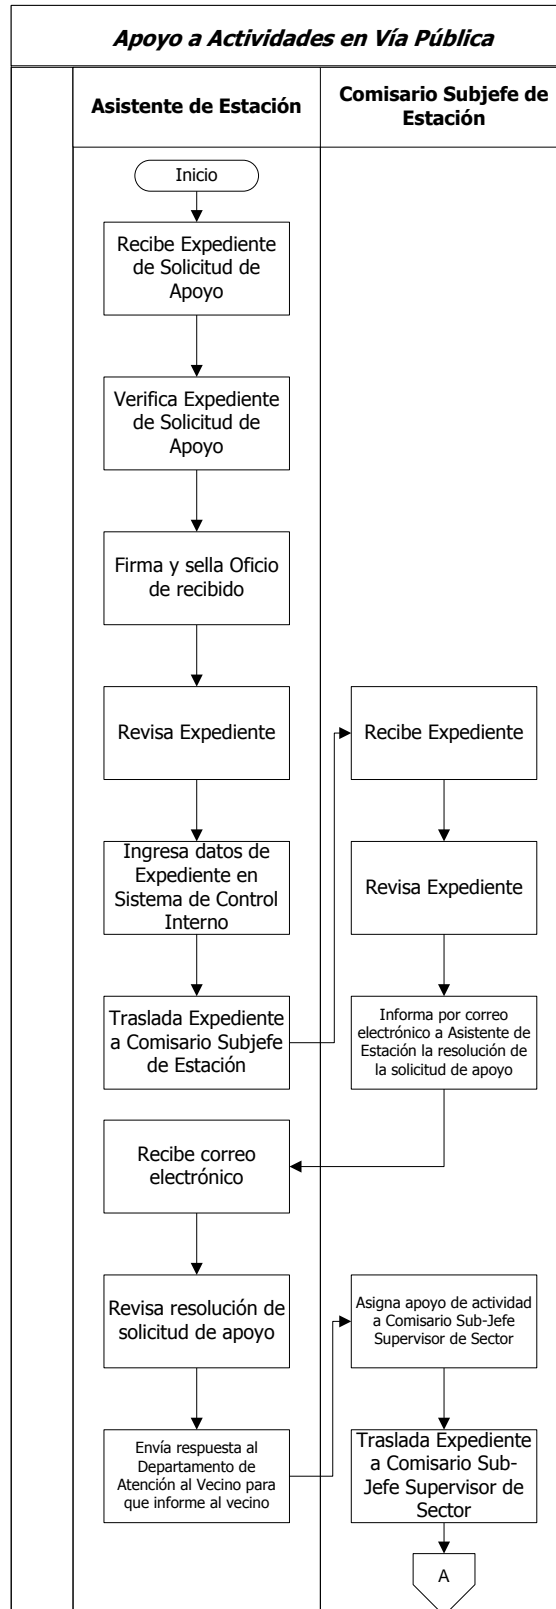 Apoyo a Actividades en Vía Pública
Asistente de Estación
Comisario Subjefe de
Estación
Inicio
Recibe Expediente
de Solicitud de
Apoyo
Verifica Expediente
de Solicitud de
Apoyo
Firma y sella Oficio
de recibido
Revisa Expediente
Ingresa datos de
Expediente en
Sistema de Control
Interno
Traslada Expediente
a Comisario Subjefe
de Estación
Recibe Expediente
Revisa Expediente
Informa por correo
electrónico a Asistente de
Estación la resolución de
la solicitud de apoyo
Recibe correo
electrónico
Revisa resolución de
solicitud de apoyo
Envía respuesta al
Departamento de
Atención al Vecino para
que informe al vecino
Asigna apoyo de actividad
a Comisario Sub-Jefe
Supervisor de Sector
Traslada Expediente
a Comisario Sub-
Jefe Supervisor de
Sector
A